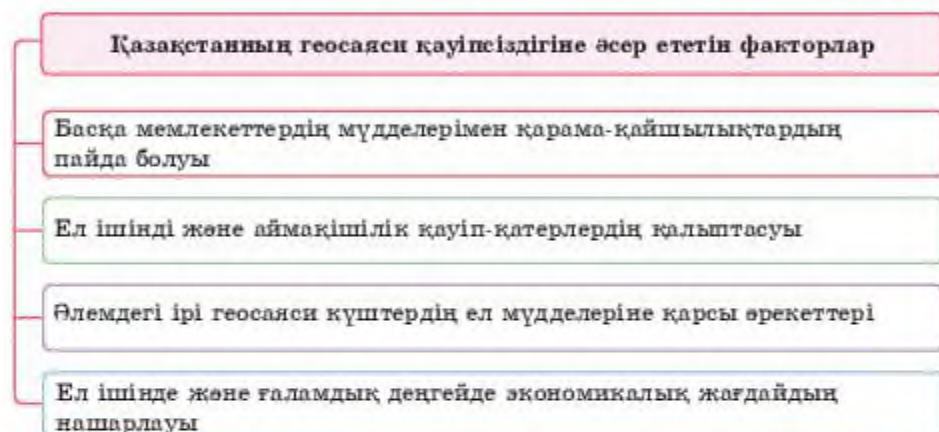 Қазақстанның геосаяси қауіпсіздігіне әсер ететін факторлар
Басқа мемлекеттердің мүдделерімен қарама-қайшылықтардың
пайда болуы
Ел ішінді және аймақішілік қауіп-қатерлердің қалыптасуы
Әлемдегі ірі геосаяси күштердің ел мүдделеріне қарсы әрекеттері
Ел ішінде және ғаламдық деңгейде экономикалық жағдайдың
нашарлауы